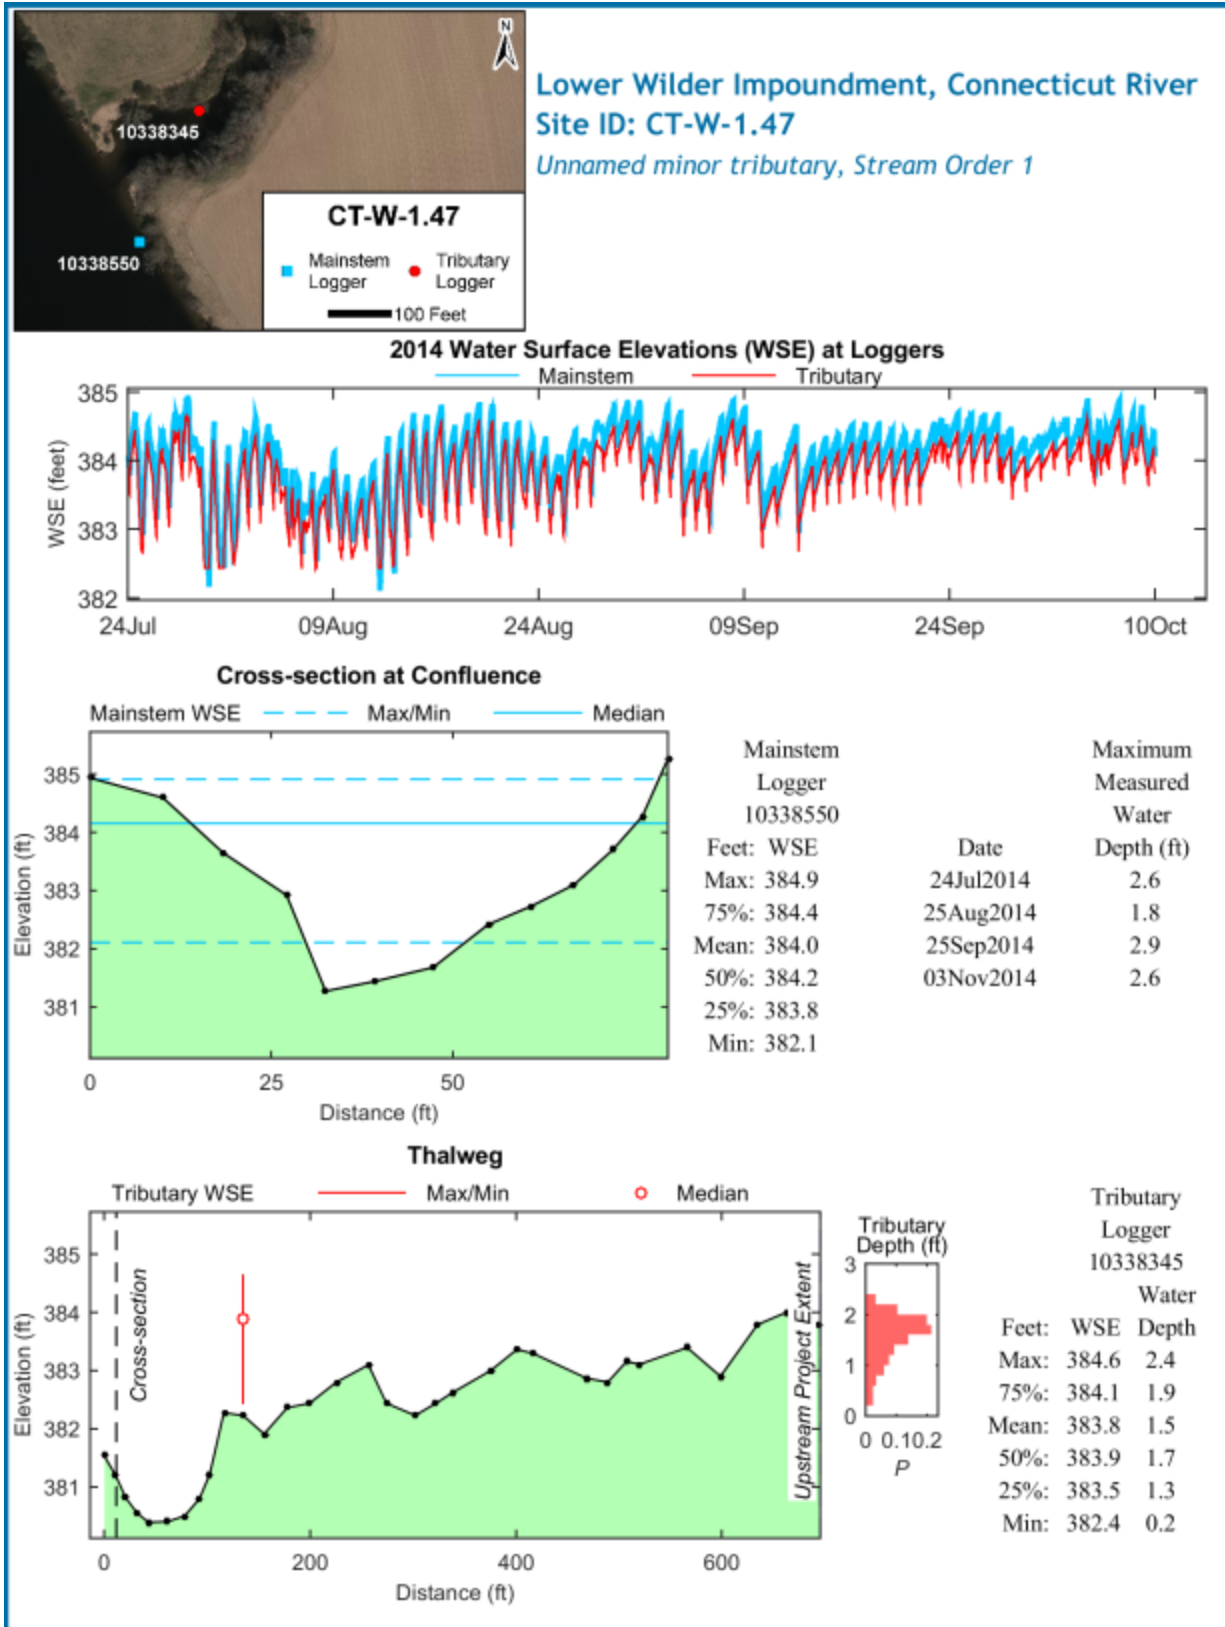 N
10338345
10338550
CT-W-1.47
Mainstem Logger
Tributary Logger
100 Feet
Lower Wilder Impoundment, Connecticut River
Site ID: CT-W-1.47
Unnamed minor tributary, Stream Order 1
2014 Water Surface Elevations (WSE) at Loggers
Mainstem Tributary
WSE (feet)
385
384
383
382
24Jul 09Aug 24Aug 09Sep 24Sep 10Oct
Cross-section at Confluence
Mainstem WSE Max/Min Median
Elevation (ft)
385
384
383
382
381
0 25 50
Distance (ft)
Mainstem
Logger
10338550
Feet: WSE
Max: 384.9
75%: 384.4
Mean: 384.0
50%: 384.2
25%: 383.8
Min: 382.1
Maximum
Measured
Water
Date Depth (ft)
24Jul2014 2.6
25Aug2014 1.8
25Sep2014 2.9
03Nov2014 2.6
Thalweg
Tributary WSE Max/Min Median
Elevation (ft)
385
384
383
382
381
Cross-section
Upstream Project Extent
0 200 400 600
Distance (ft)
Tributary
Depth (ft)
3
2
1
0
0 0.1 0.2
P
Tributary
Logger
10338345
Water
Feet: WSE Depth
Max: 384.6 2.4
75%: 384.1 1.9
Mean: 383.8 1.5
50%: 383.9 1.7
25%: 383.5 1.3
Min: 382.4 0.2